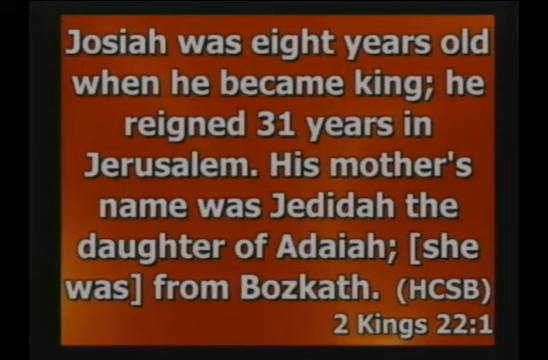 Josiah was eight years old
when he became king; he
reigned 31 years in
Jerusalem. His mother's
name was Jedidah the
daughter of Adaiah; [she
was] from Bozkath. (HCSB)
2 Kings 22:1